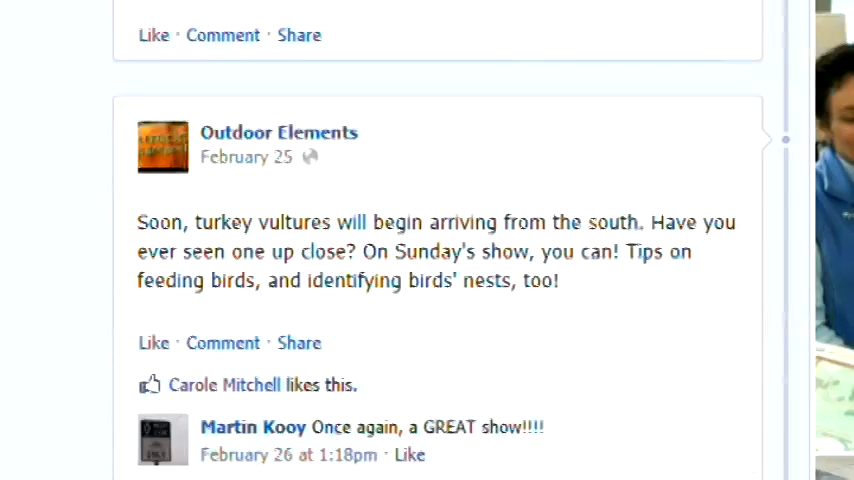 Like · Comment · Share
Outdoor Elements
February 25
Soon, turkey vultures will begin arriving from the south. Have you
ever seen one up close? On Sunday's show, you can! Tips on
feeding birds, and identifying birds' nests, too!
Like · Comment · Share
Carole Mitchell likes this.
Martin Kooy Once again, a GREAT show!!!!
February 26 at 1:18pm · Like